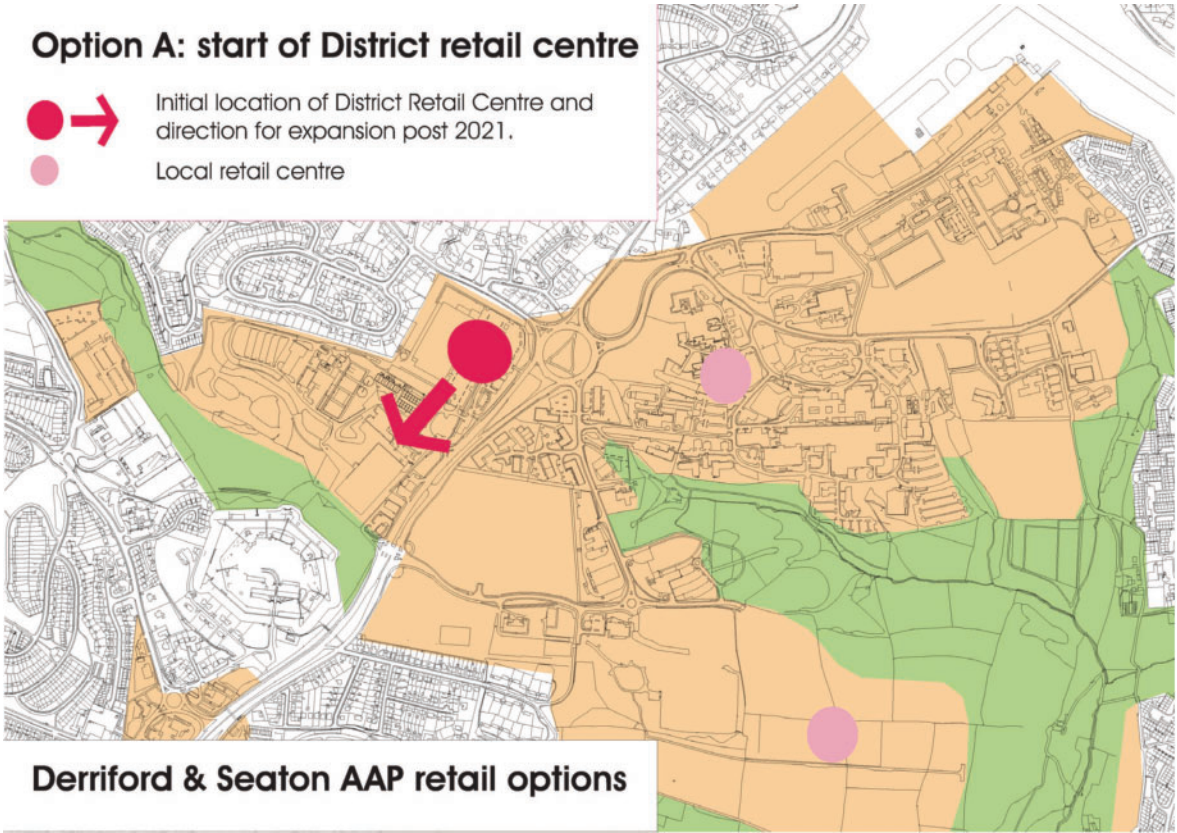 Option A: start of District retail centre
Initial location of District Retail Centre and
direction for expansion post 2021.
Local retail centre
Derriford & Seaton AAP retail options